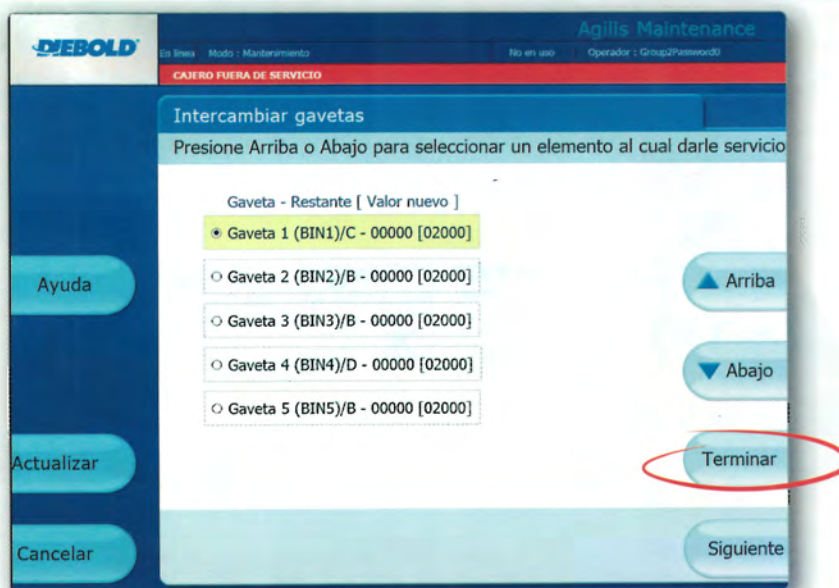 DIEBOLD
Agills Maintenance
En línea Modo : Mantenimiento No en uso Operador : Group2Password0
CAJERO FUERA DE SERVICIO
Intercambiar gavetas
Presione Arriba o Abajo para seleccionar un elemento al cual darle servicio
Gaveta - Restante [ Valor nuevo ]
Gaveta 1 (BIN1)/C - 00000 [02000]
Gaveta 2 (BIN2)/B - 00000 [02000]
Gaveta 3 (BIN3)/B - 00000 [02000]
Gaveta 4 (BIN4)/D - 00000 [02000]
Gaveta 5 (BIN5)/B - 00000 [02000]
Ayuda
Arriba
Abajo
Actualizar
Terminar
Cancelar
Siguiente